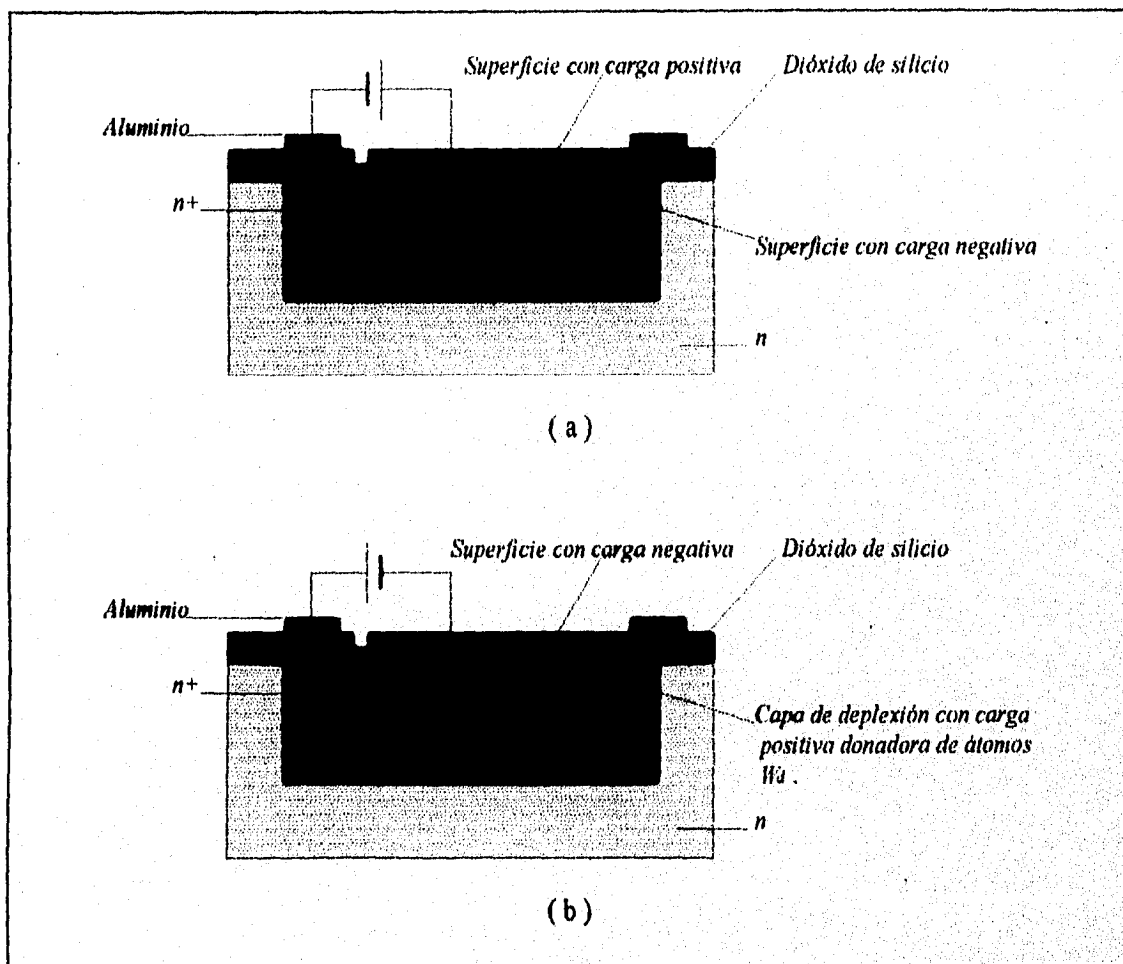 Superficie con carga positiva
Dióxido de silicio
Aluminio
n+
Superficie con carga negativa
n
(a)
Superficie con carga negativa
Dióxido de silicio
Aluminio
n+
Capa de deplexión con carga
positiva donadora de átomos
Wd .
n
(b)